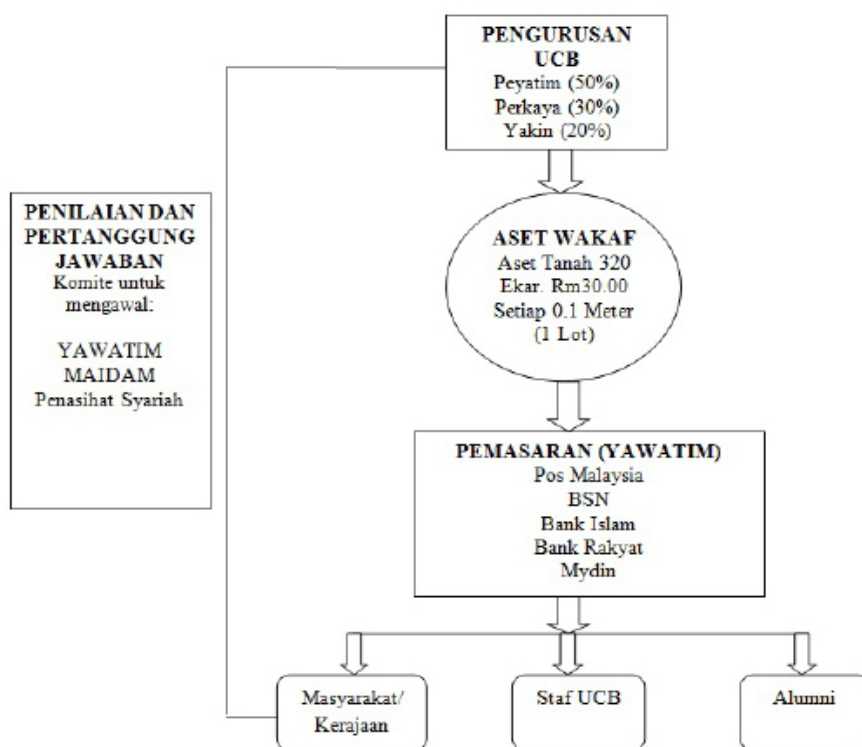 PENGURUSAN
UCB
Peyatim (50%)
Perkaya (30%)
Yakin (20%)
PENILAIAN DAN
PERTANGGUNG
JAWABAN
Komite untuk
mengawal:
YAWATIM
MAIDAM
Penasihat Syariah
ASET WAKAF
Aset Tanah 320
Ekar. Rm30.00
Setiap 0.1 Meter
(1 Lot)
PEMASARAN (YAWATIM)
Pos Malaysia
BSN
Bank Islam
Bank Rakyat
Mydin
Masyarakat/
Kerajaan
Staf UCB
Alumni